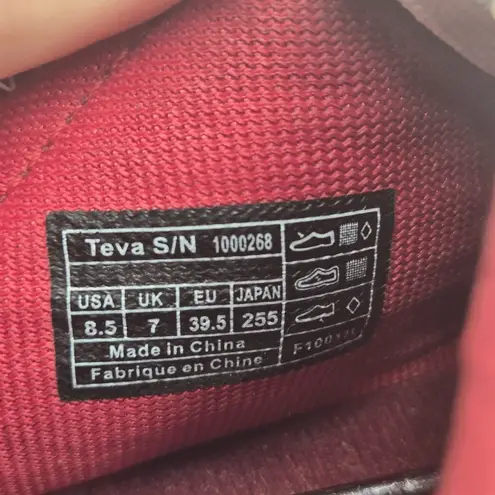 Teva S/N 1000268
USA UK EU JAPAN
8.5 7 39.5 255
Made in China
Fabrique en Chine